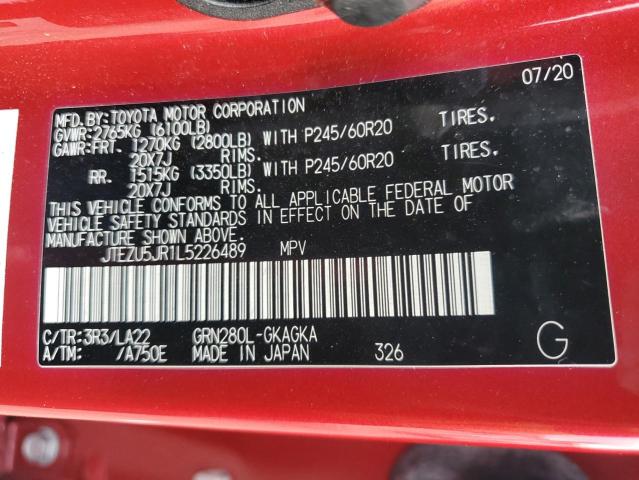 07/20
MFD.BY:TOYOTA MOTOR CORPORATION
GVWR:2765KG (6100LB)
GAWR:FRT. 1270KG (2800LB) WITH P245/60R20 TIRES.
20X7J RIMS.
RR. 1515KG (3350LB) WITH P245/60R20 TIRES.
20X7J RIMS.
THIS VEHICLE CONFORMS TO ALL APPLICABLE FEDERAL MOTOR
VEHICLE SAFETY STANDARDS IN EFFECT ON THE DATE OF
MANUFACTURE SHOWN ABOVE.
JTEZU5JR1L5226489 MPV
C/TR:3R3/LA22 GRN280L-GKAGKA
A/TM: /A750E MADE IN JAPAN 326 G